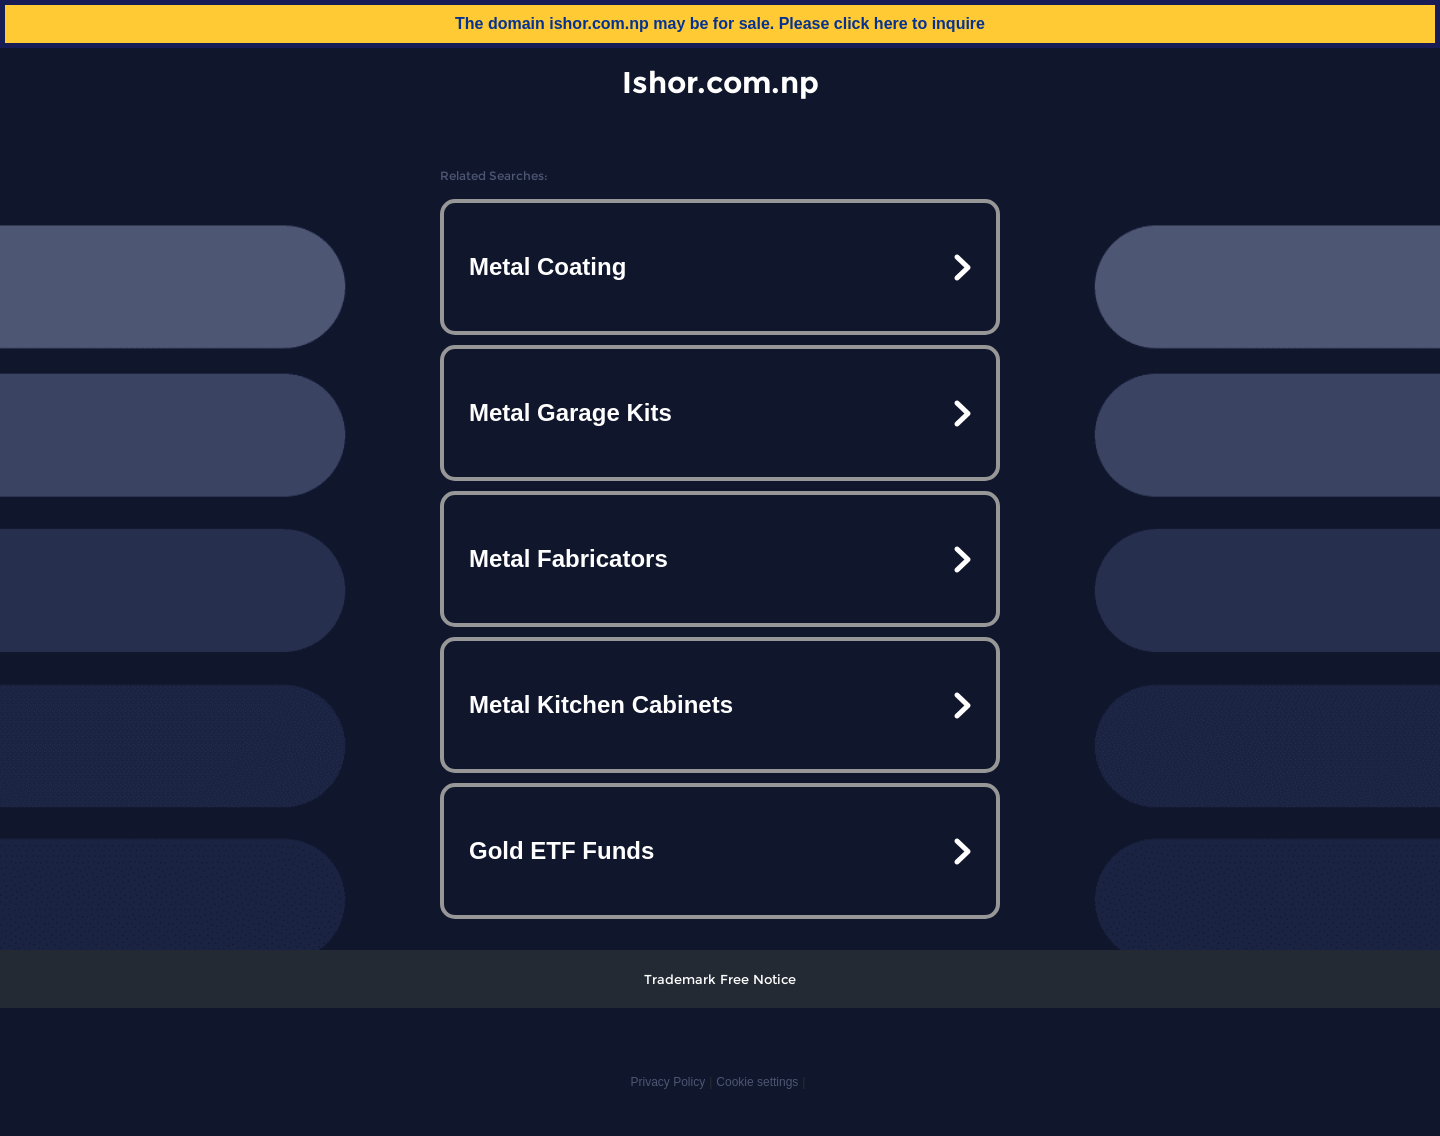 The domain ishor.com.np may be for sale. Please click here to inquire
Ishor.com.np
Related Searches:
Metal Coating
Metal Garage Kits
Metal Fabricators
Metal Kitchen Cabinets
Gold ETF Funds
Trademark Free Notice
Privacy Policy | Cookie settings |